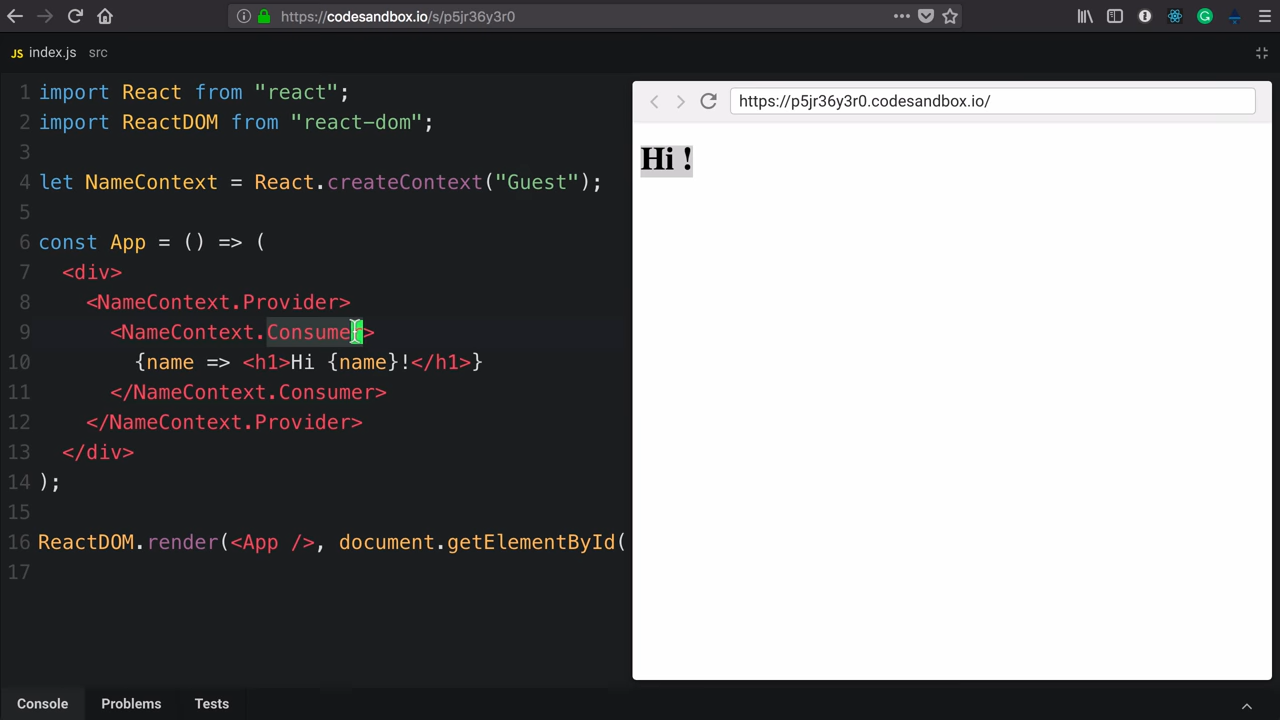 https://codesandbox.io/s/p5jr36y3r0
JS index.js src
1 import React from "react";
2 import ReactDOM from "react-dom";
3
4 let NameContext = React.createContext("Guest");
5
6 const App = () => (
7 <div>
8 <NameContext.Provider>
9 <NameContext.Consumer>
10 {name => <h1>Hi {name}!</h1>}
11 </NameContext.Consumer>
12 </NameContext.Provider>
13 </div>
14 );
15
16 ReactDOM.render(<App />, document.getElementById(
17
https://p5jr36y3r0.codesandbox.io/
Hi !
Console Problems Tests